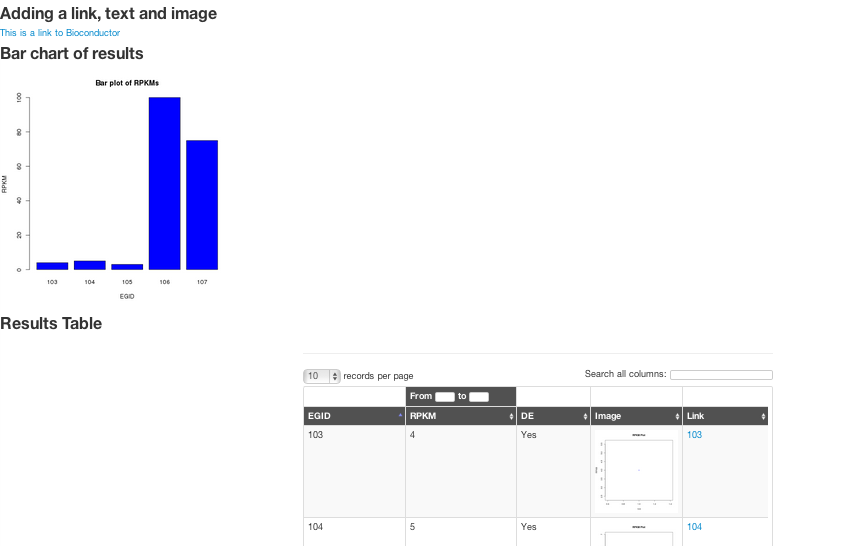 Adding a link, text and image
This is a link to Bioconductor
Bar chart of results
Bar plot of RPKMs
100
80
60
40
20
0
RPKM
103 104 105 106 107
EGID
Results Table
10 records per page
Search all columns:
From to
EGID RPKM DE Image Link
103 4 Yes 103
104 5 Yes 104